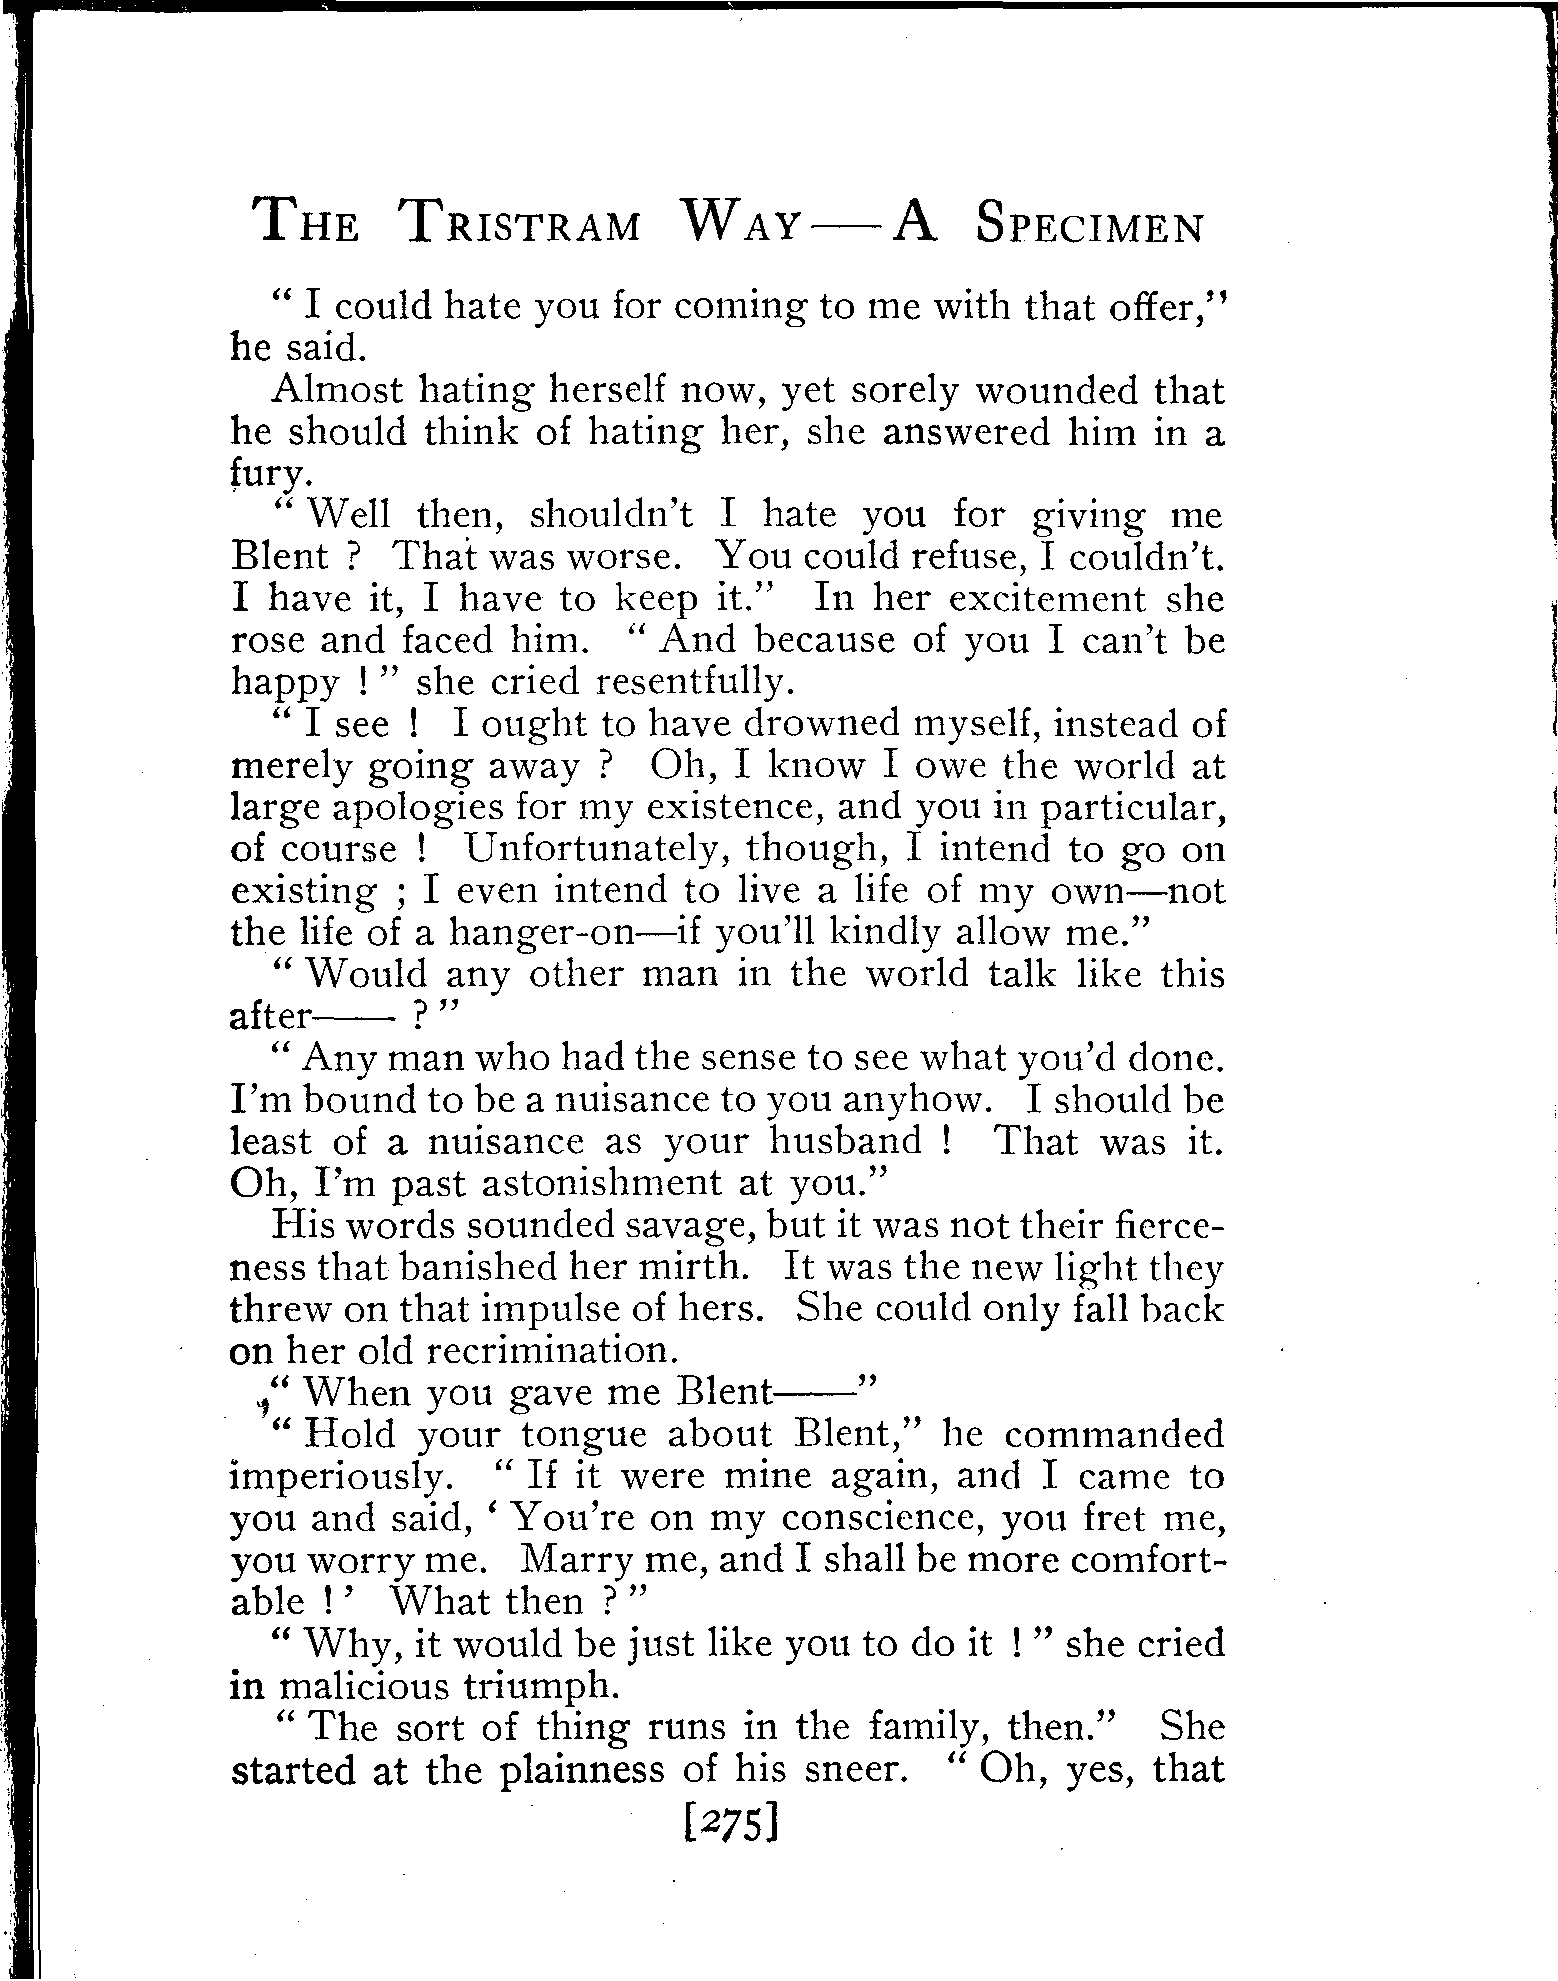 THE TRISTRAM WAY—A SPECIMEN
" I could hate you for coming to me with that offer,"
he said.
Almost hating herself now, yet sorely wounded that
he should think of hating her, she answered him in a
fury.
" Well then, shouldn't I hate you for giving me
Blent ? That was worse. You could refuse, I couldn't.
I have it, I have to keep it." In her excitement she
rose and faced him. " And because of you I can't be
happy ! " she cried resentfully.
" I see ! I ought to have drowned myself, instead of
merely going away ? Oh, I know I owe the world at
large apologies for my existence, and you in particular,
of course ! Unfortunately, though, I intend to go on
existing ; I even intend to live a life of my own—not
the life of a hanger-on—if you'll kindly allow me."
" Would any other man in the world talk like this
after—— ? "
" Any man who had the sense to see what you'd done.
I'm bound to be a nuisance to you anyhow. I should be
least of a nuisance as your husband ! That was it.
Oh, I'm past astonishment at you."
His words sounded savage, but it was not their fierce-
ness that banished her mirth. It was the new light they
threw on that impulse of hers. She could only fall back
on her old recrimination.
" When you gave me Blent——"
" Hold your tongue about Blent," he commanded
imperiously. " If it were mine again, and I came to
you and said, ' You're on my conscience, you fret me,
you worry me. Marry me, and I shall be more comfort-
able ! ' What then ? "
" Why, it would be just like you to do it ! " she cried
in malicious triumph.
" The sort of thing runs in the family, then." She
started at the plainness of his sneer. " Oh, yes, that
[275]